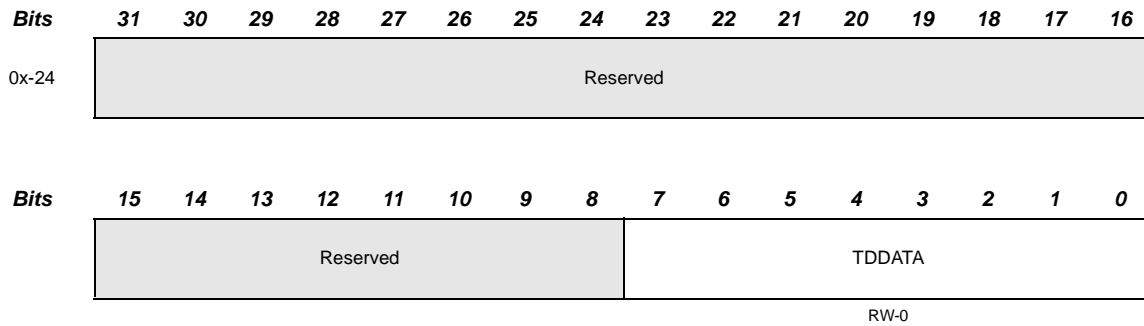 Bits 31 30 29 28 27 26 25 24 23 22 21 20 19 18 17 16
0x-24 Reserved
Bits 15 14 13 12 11 10 9 8 7 6 5 4 3 2 1 0
Reserved TDDATA
RW-0